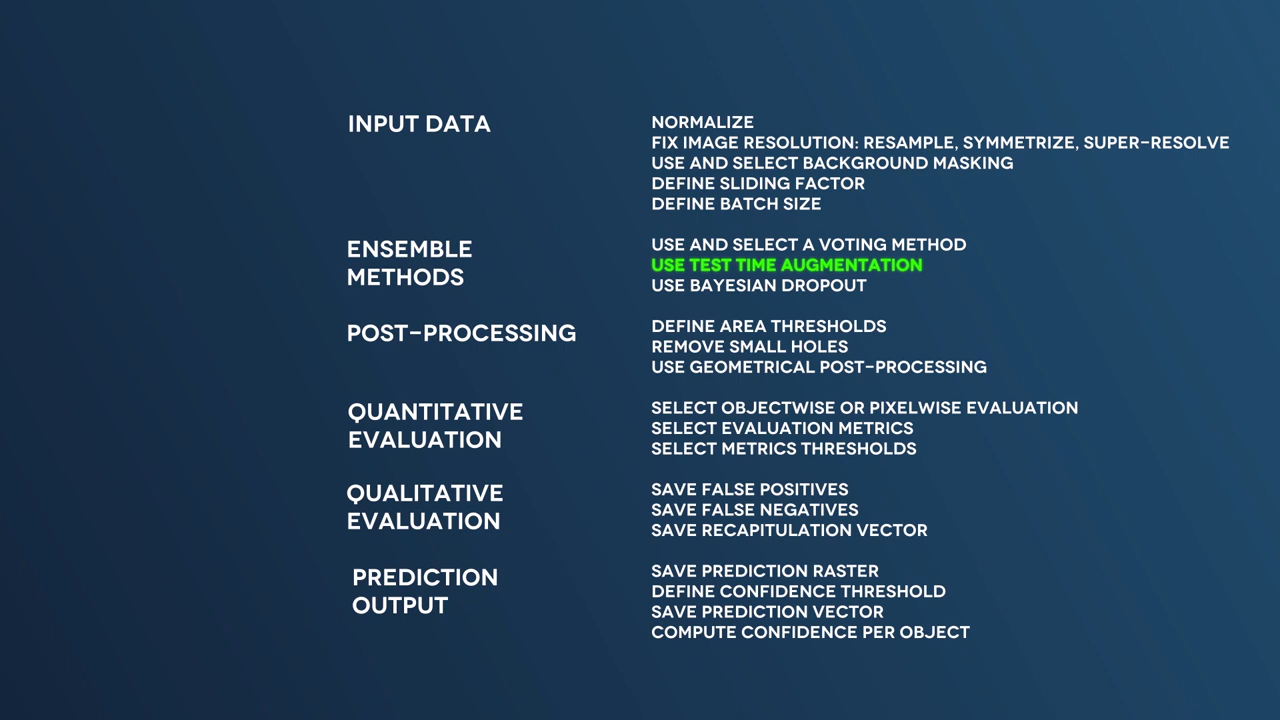 INPUT DATA
NORMALIZE
FIX IMAGE RESOLUTION: RESAMPLE, SYMMETRIZE, SUPER-RESOLVE
USE AND SELECT BACKGROUND MASKING
DEFINE SLIDING FACTOR
DEFINE BATCH SIZE
ENSEMBLE
METHODS
USE AND SELECT A VOTING METHOD
USE TEST TIME AUGMENTATION
USE BAYESIAN DROPOUT
POST-PROCESSING
DEFINE AREA THRESHOLDS
REMOVE SMALL HOLES
USE GEOMETRICAL POST-PROCESSING
QUANTITATIVE
EVALUATION
SELECT OBJECTWISE OR PIXELWISE EVALUATION
SELECT EVALUATION METRICS
SELECT METRICS THRESHOLDS
QUALITATIVE
EVALUATION
SAVE FALSE POSITIVES
SAVE FALSE NEGATIVES
SAVE RECAPITULATION VECTOR
PREDICTION
OUTPUT
SAVE PREDICTION RASTER
DEFINE CONFIDENCE THRESHOLD
SAVE PREDICTION VECTOR
COMPUTE CONFIDENCE PER OBJECT